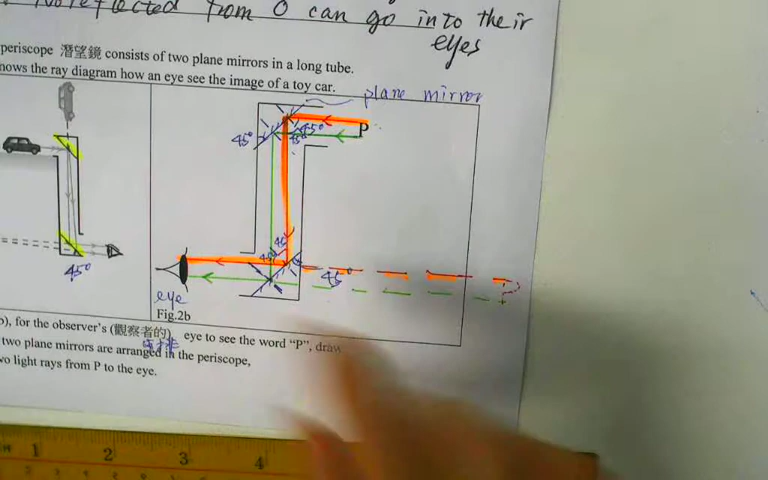 reflected from O can go into their
eyes
periscope 潛望鏡 consists of two plane mirrors in a long tube.
nows the ray diagram how an eye see the image of a toy car.
plane mirror
45°
45°
45°
P
45°
45°
45°
eye
Fig.2b
?
), for the observer's (觀察者的) eye to see the word "P", draw
two plane mirrors are arranged in the periscope,
wo light rays from P to the eye.
1 2 3 4